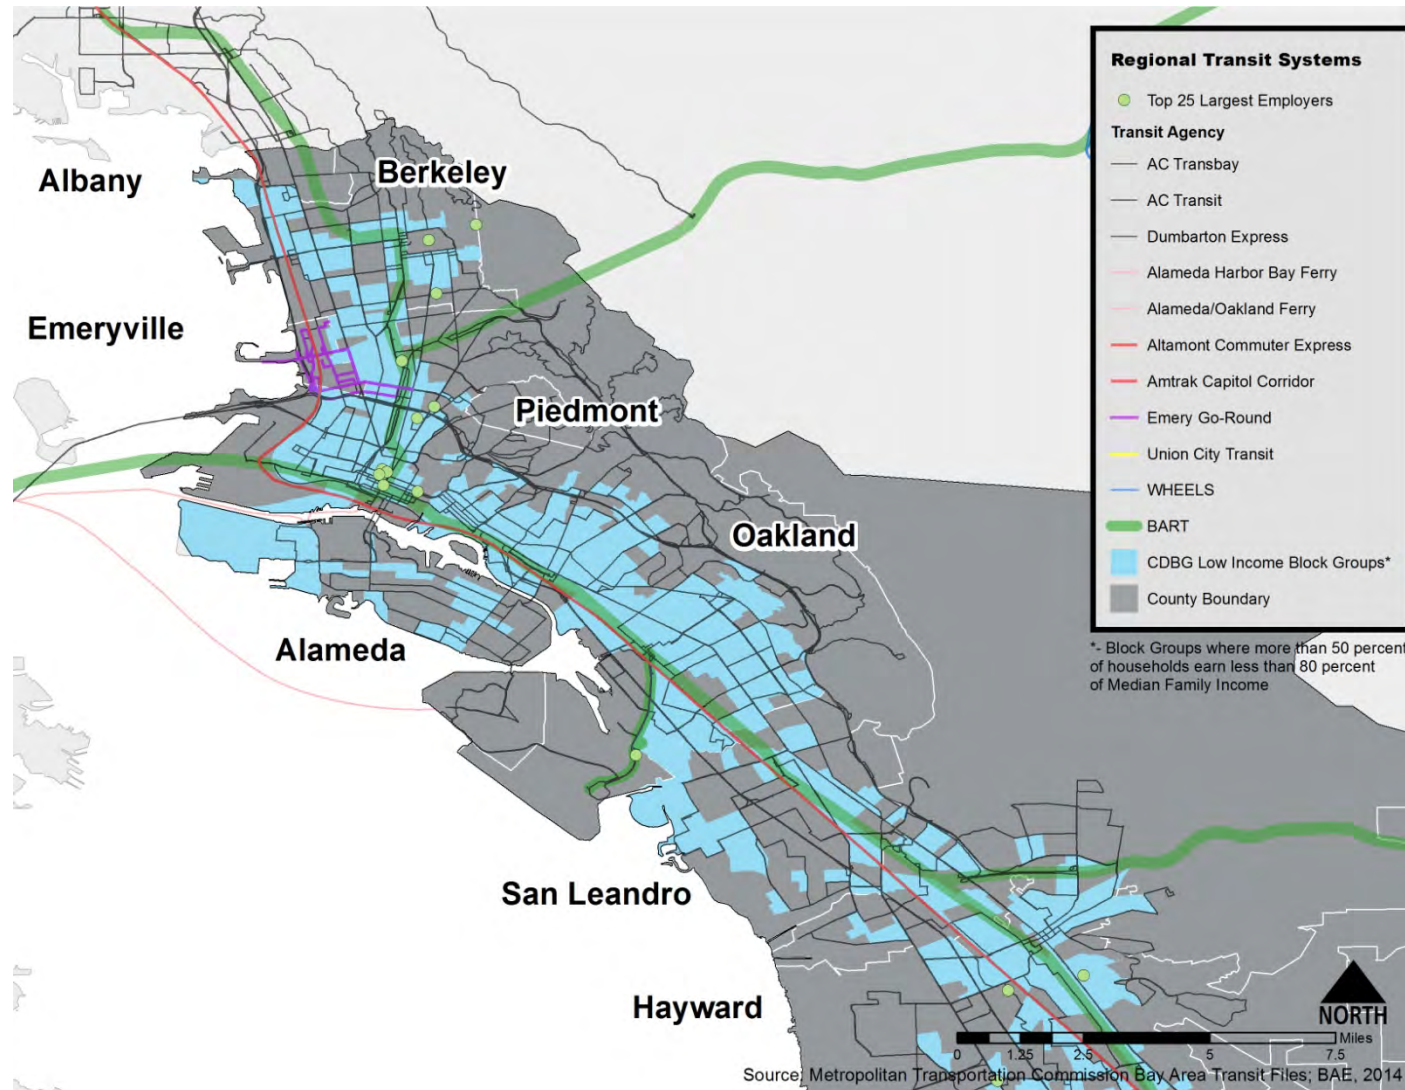 Albany
Berkeley
Emeryville
Piedmont
Oakland
Alameda
San Leandro
Hayward
Regional Transit Systems
Top 25 Largest Employers
Transit Agency
AC Transbay
AC Transit
Dumbarton Express
Alameda Harbor Bay Ferry
Alameda/Oakland Ferry
Altamont Commuter Express
Amtrak Capitol Corridor
Emery Go-Round
Union City Transit
WHEELS
BART
CDBG Low Income Block Groups*
County Boundary
*- Block Groups where more than 50 percent
of households earn less than 80 percent
of Median Family Income
NORTH
Miles
0 1.25 2.5 5 7.5
Source: Metropolitan Transportation Commission Bay Area Transit Files; BAE, 2014